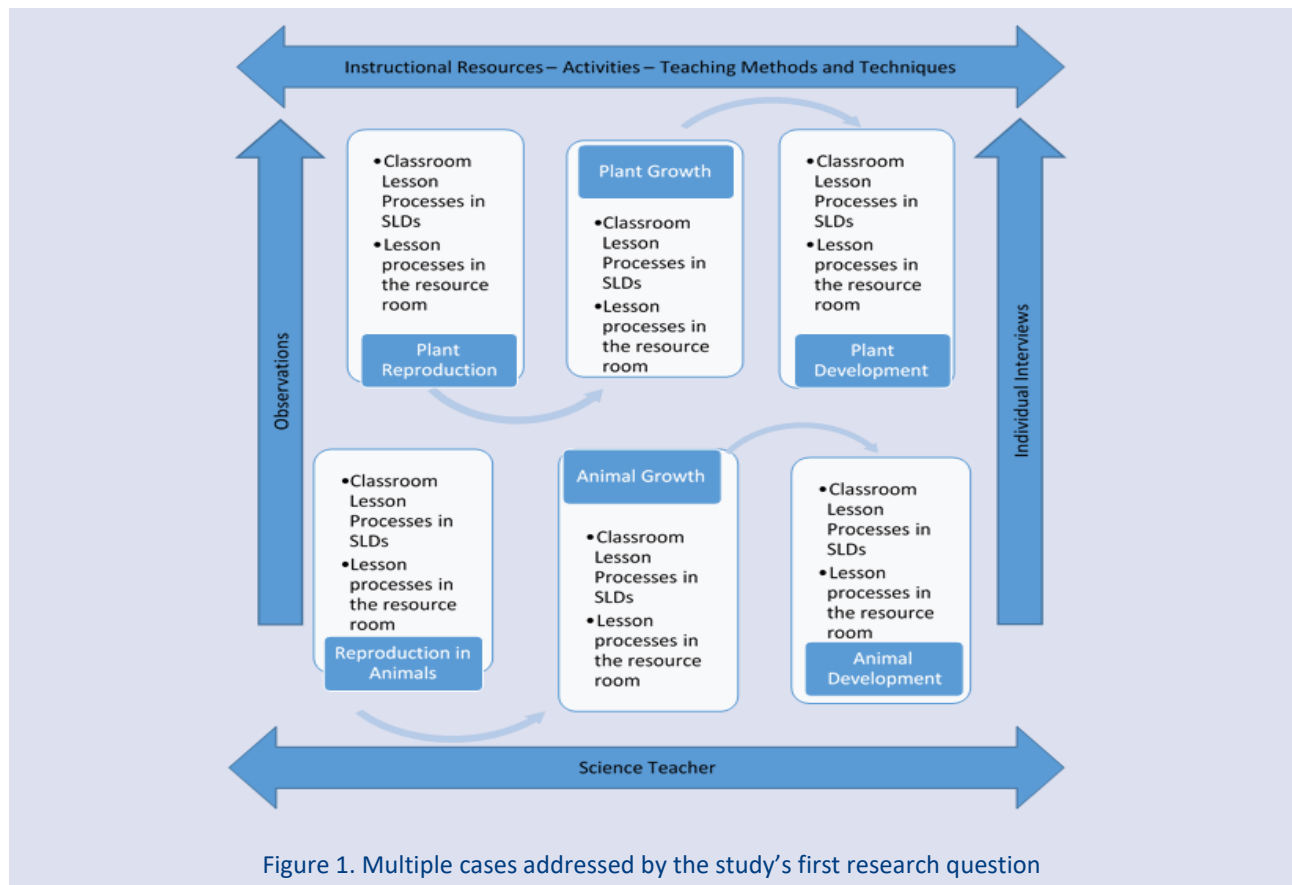 Instructional Resources – Activities – Teaching Methods and Techniques
Observations
•Classroom
Lesson
Processes in
SLDs
•Lesson
processes in
the resource
room
Plant
Reproduction
Plant Growth
•Classroom
Lesson
Processes in
SLDs
•Lesson
processes in
the resource
room
•Classroom
Lesson
Processes in
SLDs
•Lesson
processes in
the resource
room
Plant
Development
Individual Interviews
•Classroom
Lesson
Processes in
SLDs
•Lesson
processes in
the resource
room
Reproduction in
Animals
Animal Growth
•Classroom
Lesson
Processes in
SLDs
•Lesson
processes in
the resource
room
•Classroom
Lesson
Processes in
SLDs
•Lesson
processes in
the resource
room
Animal
Development
Science Teacher
Figure 1. Multiple cases addressed by the study’s first research question